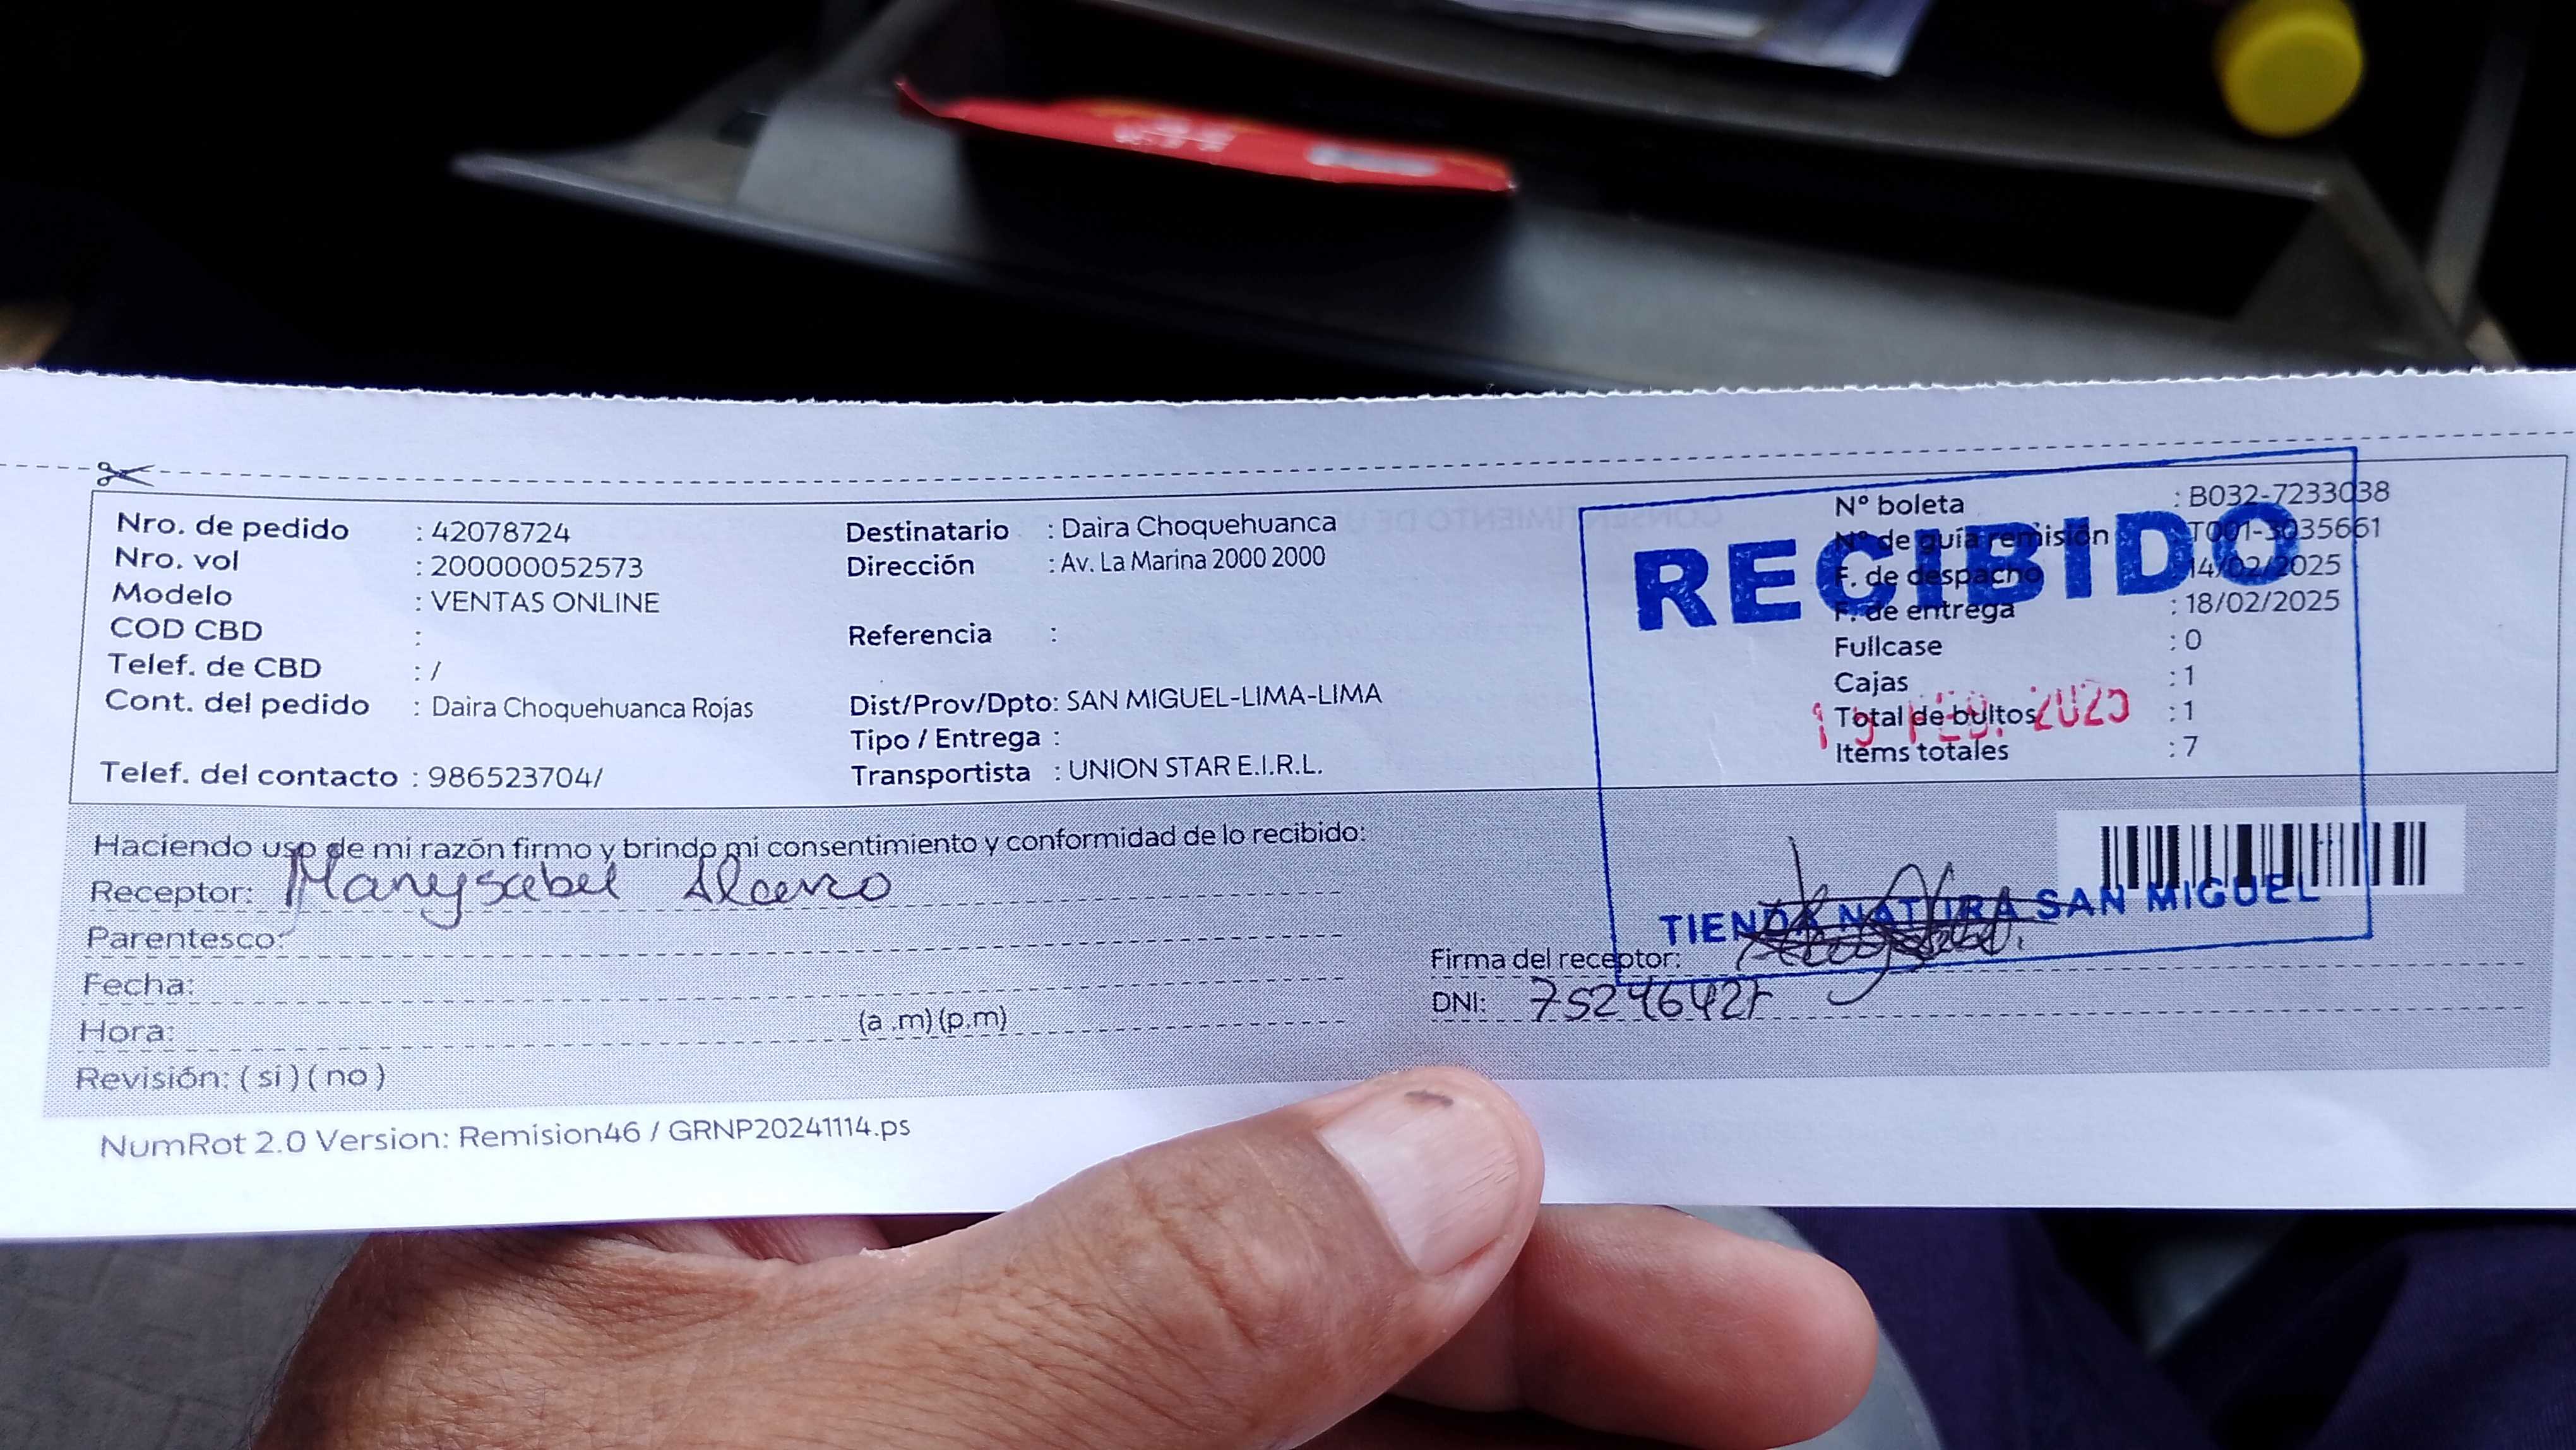 Nro. de pedido : 42078724
Nro. vol : 200000052573
Modelo : VENTAS ONLINE
COD CBD :
Telef. de CBD : /
Cont. del pedido : Daira Choquehuanca Rojas
Telef. del contacto : 986523704/
Destinatario : Daira Choquehuanca
Dirección : Av. La Marina 2000 2000
Referencia :
Dist/Prov/Dpto: SAN MIGUEL-LIMA-LIMA
Tipo / Entrega :
Transportista : UNION STAR E.I.R.L.
Nº boleta : B032-7233038
Nº de guía remisión : T001-3035661
F. de despacho : 14/02/2025
F. de entrega : 18/02/2025
Fullcase : 0
Cajas : 1
Total de bultos : 1
Items totales : 7
RECIBIDO
2025
TIENDA NATURA SAN MIGUEL
Haciendo uso de mi razón firmo y brindo mi consentimiento y conformidad de lo recibido:
Receptor: Marysabel
Parentesco:
Fecha:
Hora: (a .m) (p.m)
Revisión: ( si ) ( no )
Firma del receptor:
DNI:
NumRot 2.0 Version: Remision46 / GRNP20241114.ps